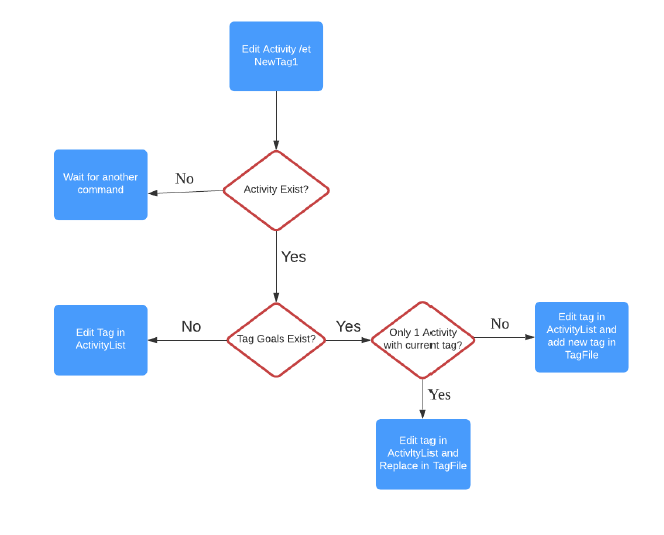 Edit Activity /et
NewTag1
Wait for another
command
No
Activity Exist?
Yes
Edit Tag in
ActivityList
No
Tag Goals Exist?
Yes
Only 1 Activity
with current tag?
No
Edit tag in
ActivityList and
add new tag in
TagFile
Yes
Edit tag in
ActivityList and
Replace in TagFile